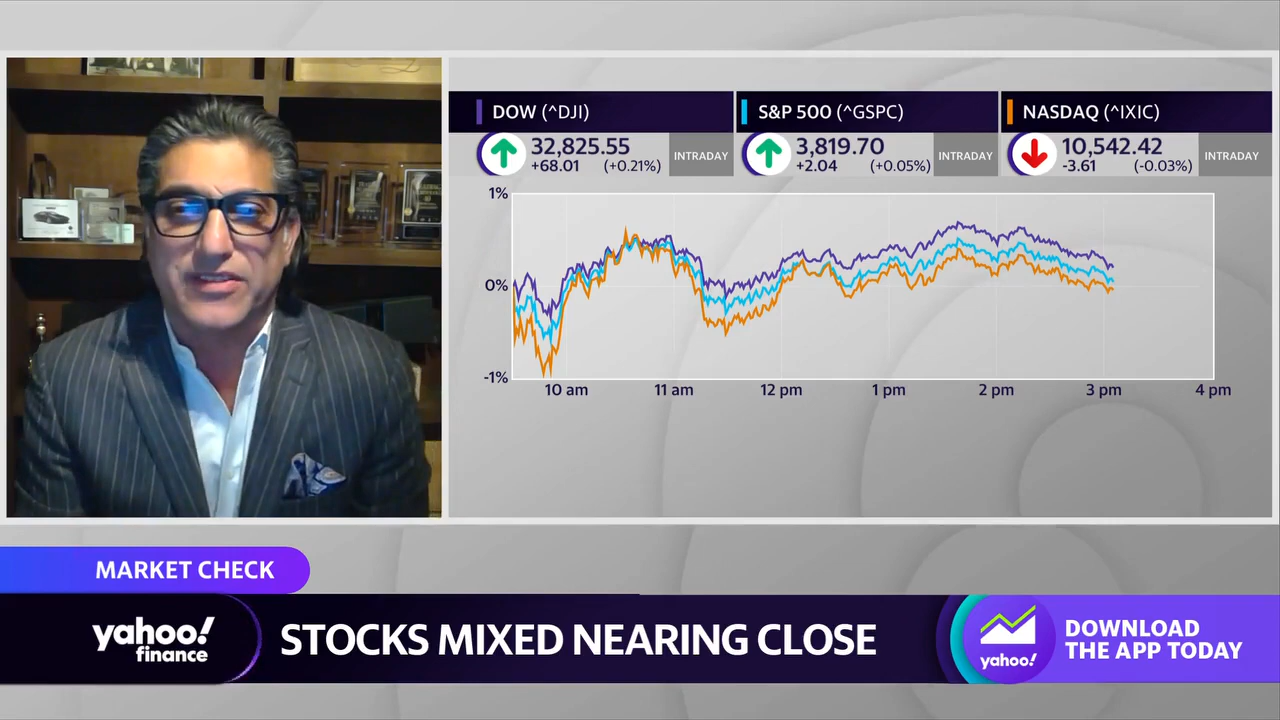 DOW (^DJI)
32,825.55
+68.01 (+0.21%)
INTRADAY
S&P 500 (^GSPC)
3,819.70
+2.04 (+0.05%)
INTRADAY
NASDAQ (^IXIC)
10,542.42
-3.61 (-0.03%)
INTRADAY
1%
0%
-1%
10 am 11 am 12 pm 1 pm 2 pm 3 pm 4 pm
MARKET CHECK
yahoo!
finance
STOCKS MIXED NEARING CLOSE
yahoo!
DOWNLOAD
THE APP TODAY